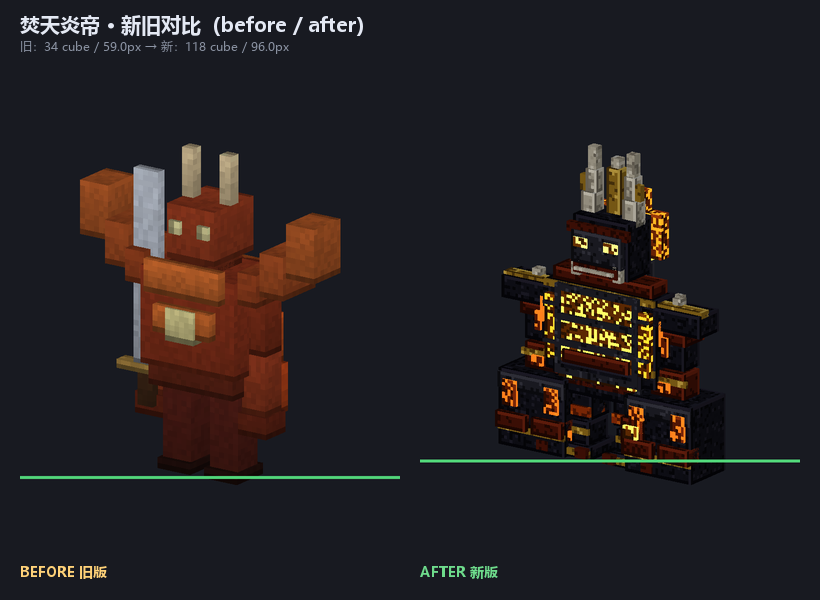 焚天炎帝 • 新旧对比 (before / after)
旧: 34 cube / 59.0px → 新: 118 cube / 96.0px
BEFORE 旧版
AFTER 新版